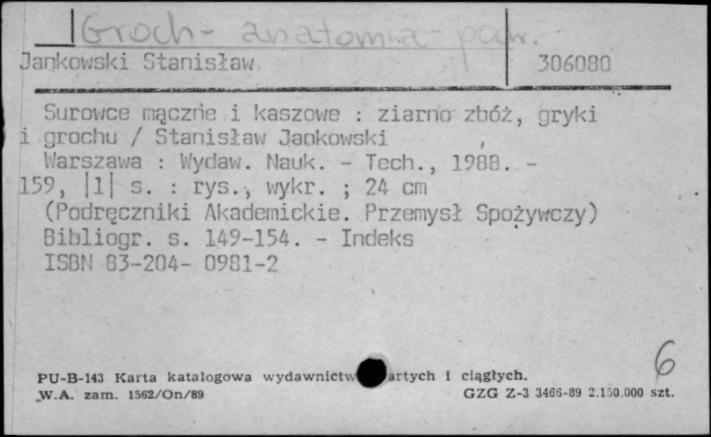 Groch - anatomia - podr.
Jankowski Stanisław 306080
Surowce mączne i kaszowe : ziarno zbóż, gryki
i grochu / Stanisław Jankowski
Warszawa : Wydaw. Nauk. - Tech., 1988. -
159, |1| s. : rys., wykr. ; 24 cm
(Podręczniki Akademickie. Przemysł Spożywczy)
Bibliogr. s. 149-154. - Indeks
ISBN 83-204- 0981-2
6
PU-B-143 Karta katalogowa wydawnictw artych i ciągłych.
W.A. zam. 1562/On/89 GZG Z-3 3466-89 2.150.000 szt.